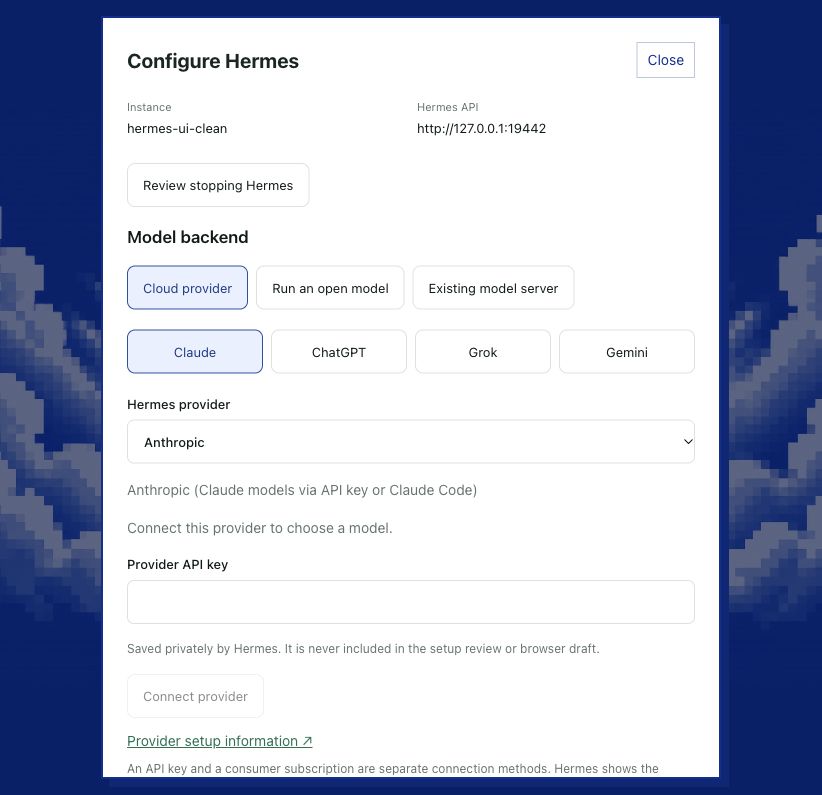 Configure Hermes
Close
Instance
Hermes API
hermes-ui-clean
http://127.0.0.1:19442
Review stopping Hermes
Model backend
Cloud provider
Run an open model
Existing model server
Claude
ChatGPT
Grok
Gemini
Hermes provider
Anthropic
Anthropic (Claude models via API key or Claude Code)
Connect this provider to choose a model.
Provider API key
Saved privately by Hermes. It is never included in the setup review or browser draft.
Connect provider
Provider setup information ↗
An API key and a consumer subscription are separate connection methods. Hermes shows the